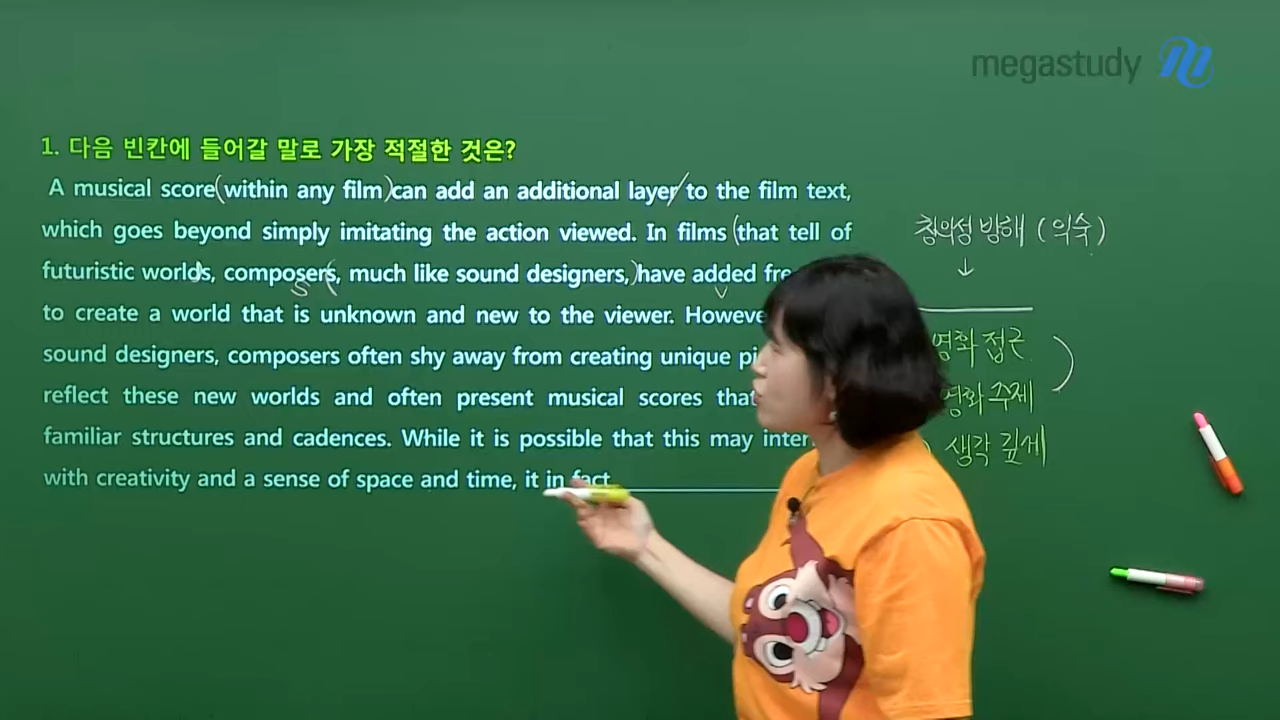 megastudy
1. 다음 빈칸에 들어갈 말로 가장 적절한 것은?
A musical score(within any film)can add an additional layer/to the film text,
which goes beyond simply imitating the action viewed. In films (that tell of
futuristic worlds, composers, much like sound designers,)have added fre
to create a world that is unknown and new to the viewer. Howeve
sound designers, composers often shy away from creating unique pi
reflect these new worlds and often present musical scores tha
familiar structures and cadences. While it is possible that this may inter
with creativity and a sense of space and time, it in fact
S
V
창의성 방해 (익숙)
↓
영화 접근
영화 주제
생각 깊게